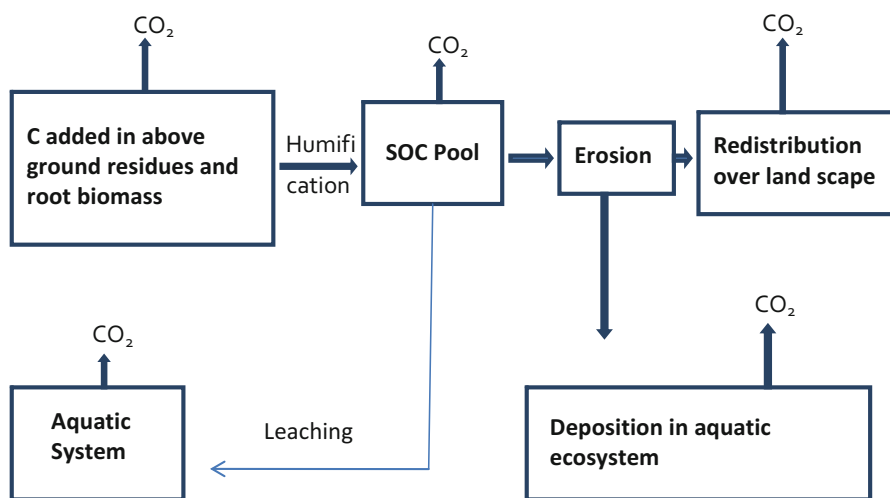 CO₂
CO₂
CO₂
C added in above
ground residues and
root biomass
Humifi
cation
SOC Pool
Erosion
Redistribution
over land scape
CO₂
CO₂
Aquatic
System
Leaching
Deposition in aquatic
ecosystem